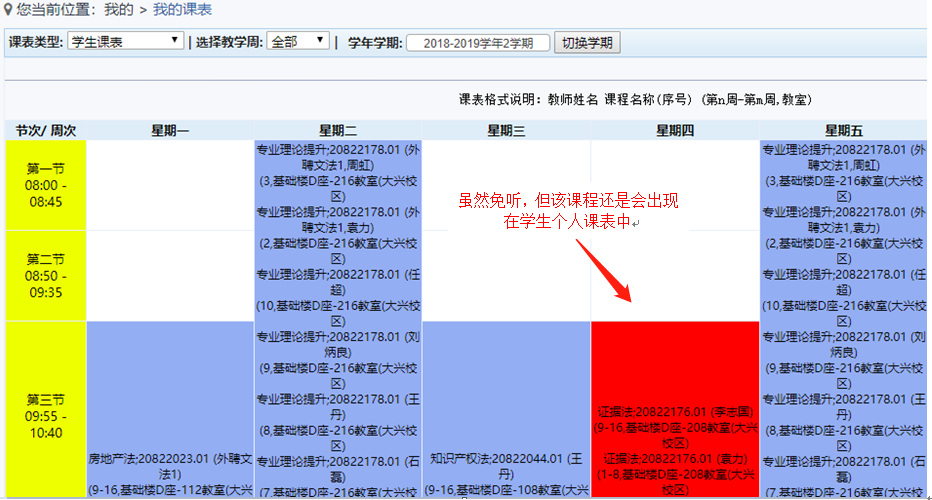 您当前位置： 我的 > 我的课表
课表类型: 学生课表 | 选择教学周: 全部 | 学年学期: 2018-2019学年2学期 切换学期
课表格式说明：教师姓名 课程名称(序号) (第n周-第m周,教室)
节次/ 周次 星期一 星期二 星期三 星期四 星期五
第一节
08:00 -
08:45
第二节
08:50 -
09:35
第三节
09:55 -
10:40
房地产法;20822023.01 (外聘文
法1)
(9-16,基础楼D座-112教室(大兴
专业理论提升;20822178.01 (外
聘文法1,周虹)
(3,基础楼D座-216教室(大兴校
区)
专业理论提升;20822178.01 (外
聘文法1,袁力)
(2,基础楼D座-216教室(大兴校
区)
专业理论提升;20822178.01 (任
超)
(10,基础楼D座-216教室(大兴校
区)
专业理论提升;20822178.01 (刘
炳良)
(9,基础楼D座-216教室(大兴校
区)
专业理论提升;20822178.01 (王
丹)
(8,基础楼D座-216教室(大兴校
区)
专业理论提升;20822178.01 (石
磊)
(7,基础楼D座-216教室(大兴校
知识产权法;20822044.01 (王
丹)
(9-16,基础楼D座-108教室(大兴
虽然免听，但该课程还是会出现
在学生个人课表中
证据法;20822176.01 (李志国)
(9-16,基础楼D座-208教室(大兴
校区)
证据法;20822176.01 (袁力)
(1-8,基础楼D座-208教室(大兴
校区)
专业理论提升;20822178.01 (外
聘文法1,周虹)
(3,基础楼D座-216教室(大兴校
区)
专业理论提升;20822178.01 (外
聘文法1,袁力)
(2,基础楼D座-216教室(大兴校
区)
专业理论提升;20822178.01 (任
超)
(10,基础楼D座-216教室(大兴校
区)
专业理论提升;20822178.01 (刘
炳良)
(9,基础楼D座-216教室(大兴校
区)
专业理论提升;20822178.01 (王
丹)
(8,基础楼D座-216教室(大兴校
区)
专业理论提升;20822178.01 (石
磊)
(7,基础楼D座-216教室(大兴校